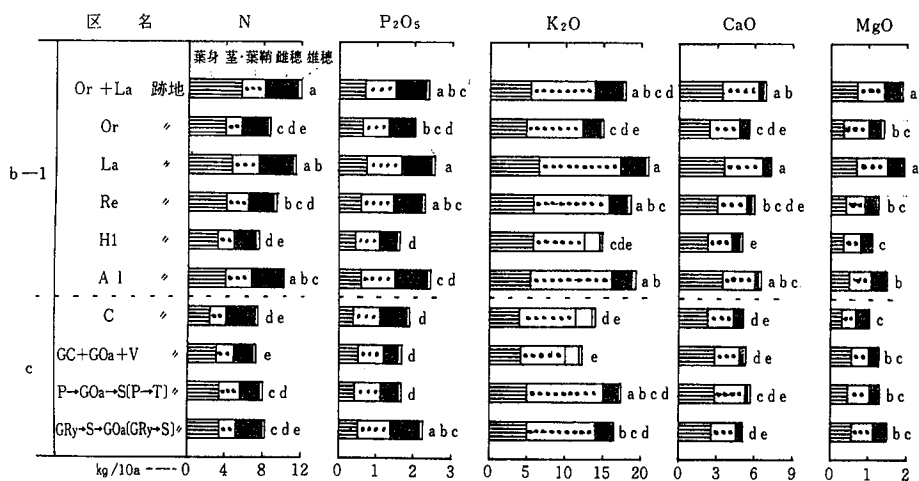 区 名 N P₂O₅ K₂O CaO MgO
葉身 茎・葉鞘 雌穂 雄穂
Or +La 跡地 a abc abcd ab a
Or 〃 cde bcd cde cde bc
b—1 La 〃 ab a a a a
Re 〃 bcd abc abc bcde bc
H1 〃 de d cde e c
A1 〃 abc cd ab abc b
C 〃 de d de de c
c GC+GOa+V 〃 e d e de bc
P→GOa→S(P→T)〃 cd d abcd cde bc
GRy→S→GOa(GRy→S)〃 cde abc bcd de b
kg/10a 0 4 8 12 0 1 2 3 0 5 10 15 20 0 3 6 9 0 1 2